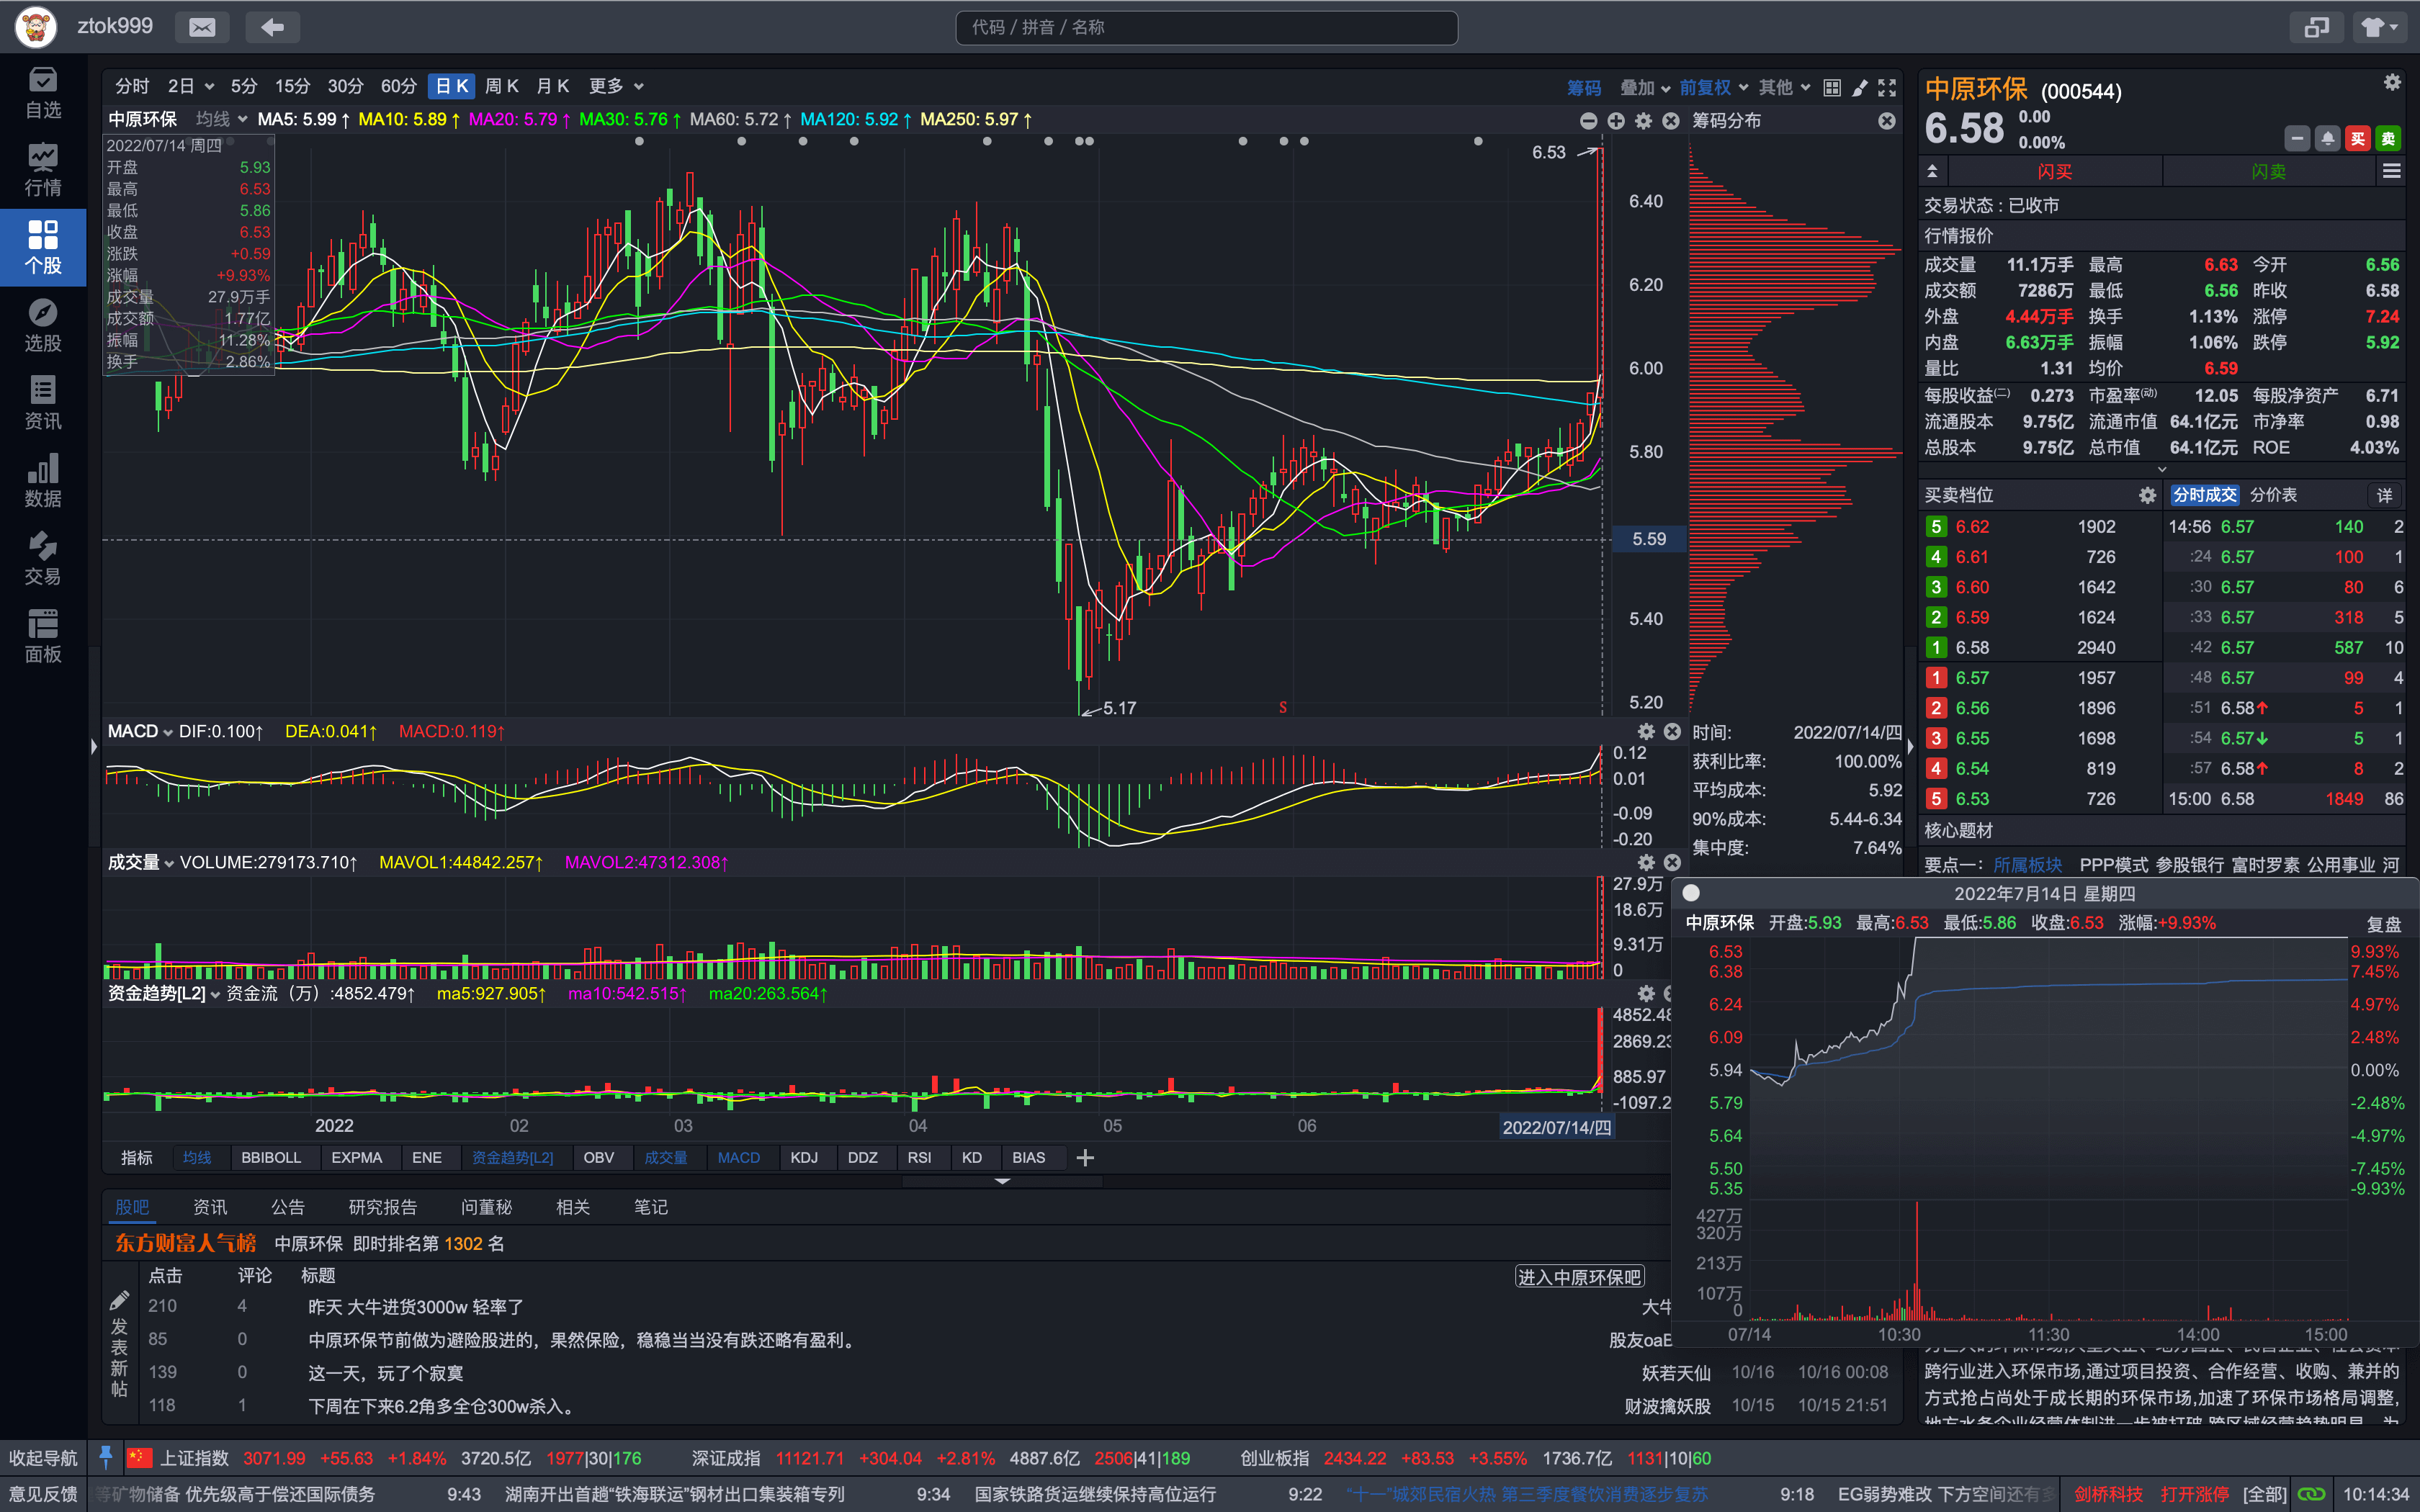 ztok999
代码 / 拼音 / 名称
自选
行情
个股
选股
资讯
数据
交易
面板
分时 2日 5分 15分 30分 60分 日K 周K 月K 更多
筹码 叠加 前复权 其他
中原环保 均线 MA5: 5.99↑ MA10: 5.89↑ MA20: 5.79↑ MA30: 5.76↑ MA60: 5.72↑ MA120: 5.92↑ MA250: 5.97↑
筹码分布
2022/07/14 周四
开盘 5.93
最高 6.53
最低 5.86
收盘 6.53
涨跌 +0.59
涨幅 +9.93%
成交量 27.9万手
成交额 1.77亿
振幅 11.28%
换手 2.86%
6.53
6.40
6.20
6.00
5.80
5.59
5.40
5.20
5.17
S
MACD DIF:0.100↑ DEA:0.041↑ MACD:0.119↑
0.12
0.01
-0.09
-0.20
成交量 VOLUME:279173.710↑ MAVOL1:44842.257↑ MAVOL2:47312.308↑
27.9万
18.6万
9.31万
0
资金趋势[L2] 资金流（万）:4852.479↑ ma5:927.905↑ ma10:542.515↑ ma20:263.564↑
4852.48
2869.23
885.97
-1097.2
2022 02 03 04 05 06 2022/07/14/四
指标 均线 BBIBOLL EXPMA ENE 资金趋势[L2] OBV 成交量 MACD KDJ DDZ RSI KD BIAS
时间: 2022/07/14/四
获利比率: 100.00%
平均成本: 5.92
90%成本: 5.44-6.34
集中度: 7.64%
股吧 资讯 公告 研究报告 问董秘 相关 笔记
东方财富人气榜 中原环保 即时排名第 1302 名
点击 评论 标题
进入中原环保吧
发表新帖
210 4 昨天 大牛进货3000w 轻率了 大牛
85 0 中原环保节前做为避险股进的，果然保险，稳稳当当没有跌还略有盈利。 股友oaE
139 0 这一天，玩了个寂寞 妖若天仙 10/16 10/16 00:08
118 1 下周在下来6.2角多全仓300w杀入。 财波擒妖股 10/15 10/15 21:51
中原环保 (000544)
6.58 0.00
0.00%
买 卖
闪买 闪卖
交易状态：已收市
行情报价
成交量 11.1万手 最高 6.63 今开 6.56
成交额 7286万 最低 6.56 昨收 6.58
外盘 4.44万手 换手 1.13% 涨停 7.24
内盘 6.63万手 振幅 1.06% 跌停 5.92
量比 1.31 均价 6.59
每股收益(二) 0.273 市盈率(动) 12.05 每股净资产 6.71
流通股本 9.75亿 流通市值 64.1亿元 市净率 0.98
总股本 9.75亿 总市值 64.1亿元 ROE 4.03%
买卖档位 分时成交 分价表 详
5 6.62 1902 14:56 6.57 140 2
4 6.61 726 :24 6.57 100 1
3 6.60 1642 :30 6.57 80 6
2 6.59 1624 :33 6.57 318 5
1 6.58 2940 :42 6.57 587 10
1 6.57 1957 :48 6.57 99 4
2 6.56 1896 :51 6.58↑ 5 1
3 6.55 1698 :54 6.57↓ 5 1
4 6.54 819 :57 6.58↑ 8 2
5 6.53 726 15:00 6.58 1849 86
核心题材
要点一： 所属板块 PPP模式 参股银行 富时罗素 公用事业 河
2022年7月14日 星期四
中原环保 开盘:5.93 最高:6.53 最低:5.86 收盘:6.53 涨幅:+9.93% 复盘
6.53 9.93%
6.38 7.45%
6.24 4.97%
6.09 2.48%
5.94 0.00%
5.79 -2.48%
5.64 -4.97%
5.50 -7.45%
5.35 -9.93%
427万
320万
213万
107万
0
07/14 10:30 11:30 14:00 15:00
跨行业进入环保市场,通过项目投资、合作经营、收购、兼并的
方式抢占尚处于成长期的环保市场,加速了环保市场格局调整,
收起导航 上证指数 3071.99 +55.63 +1.84% 3720.5亿 1977|30|176 深证成指 11121.71 +304.04 +2.81% 4887.6亿 2506|41|189 创业板指 2434.22 +83.53 +3.55% 1736.7亿 1131|10|60
意见反馈 等矿物储备 优先级高于偿还国际债务 9:43 湖南开出首趟“铁海联运”钢材出口集装箱专列 9:34 国家铁路货运继续保持高位运行 9:22 “十一”城郊民宿火热 第三季度餐饮消费逐步复苏 9:18 EG弱势难改 下方空间还有多 剑桥科技 打开涨停 [全部] 10:14:34